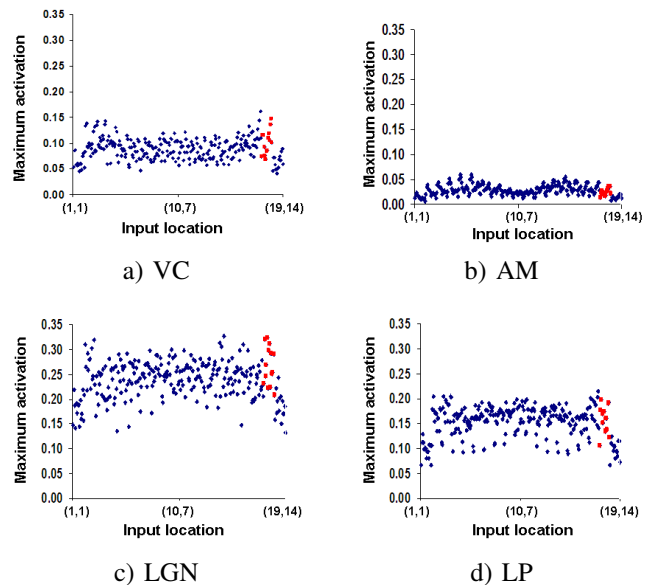 0.35
0.30
0.25
0.20
0.15
0.10
0.05
0.00
Maximum activation
(1,1) (10,7) (19,14)
Input location
a) VC
0.35
0.30
0.25
0.20
0.15
0.10
0.05
0.00
Maximum activation
(1,1) (10,7) (19,14)
Input location
b) AM
0.35
0.30
0.25
0.20
0.15
0.10
0.05
0.00
Maximum activation
(1,1) (10,7) (19,14)
Input location
c) LGN
0.35
0.30
0.25
0.20
0.15
0.10
0.05
0.00
Maximum activation
(1,1) (10,7) (19,14)
Input location
d) LP